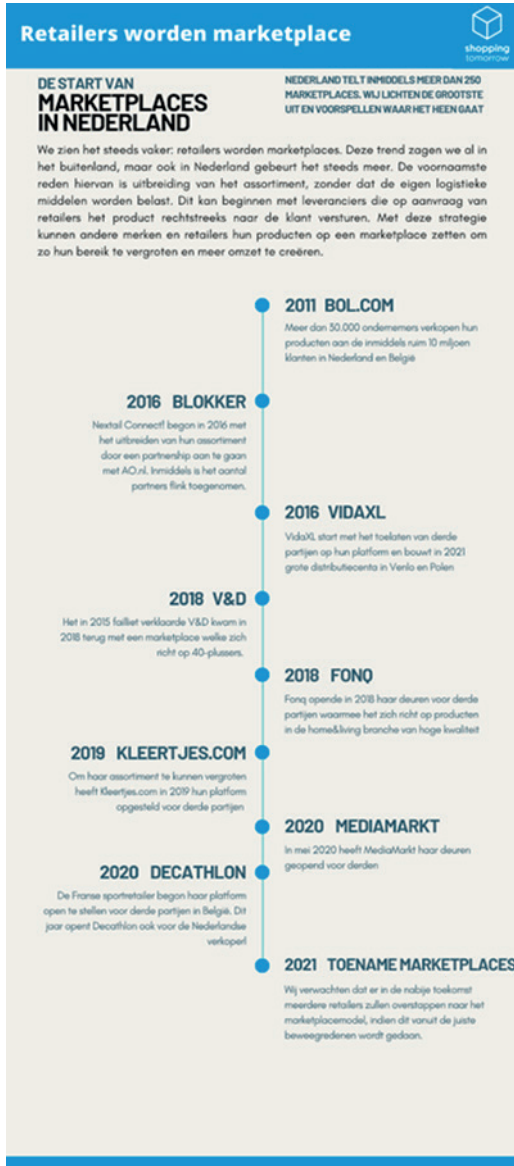 Retailers worden marketplace
shopping
tomorrow
DE START VAN
MARKETPLACES
IN NEDERLAND
NEDERLAND TELT INMIDDELS MEER DAN 250
MARKETPLACES. WIJ LICHTEN DE GROOTSTE
UIT EN VOORSPELLEN WAAR HET HEEN GAAT
We zien het steeds vaker: retailers worden marketplaces. Deze trend zagen we al in
het buitenland, maar ook in Nederland gebeurt het steeds meer. De voornaamste
reden hiervan is uitbreiding van het assortiment, zonder dat de eigen logistieke
middelen worden belast. Dit kan beginnen met leveranciers die op aanvraag van
retailers het product rechtstreeks naar de klant versturen. Met deze strategie
kunnen andere merken en retailers hun producten op een marketplace zetten om
zo hun bereik te vergroten en meer omzet te creëren.
2011 BOL.COM
Meer dan 50.000 ondernemers verkopen hun
producten aan de inmiddels ruim 10 miljoen
klanten in Nederland en België
2016 BLOKKER
Nextail Connect! begon in 2016 met
het uitbreiden van hun assortiment
door een partnership aan te gaan
met AO.nl. Inmiddels is het aantal
partners flink toegenomen.
2016 VIDAXL
VidaXL start met het toelaten van derde
partijen op hun platform en bouwt in 2021
grote distributiecenta in Venlo en Polen
2018 V&D
Het in 2015 failliet verklaarde V&D kwam in
2018 terug met een marketplace welke zich
richt op 40-plussers.
2018 FONQ
Fonq opende in 2018 haar deuren voor derde
partijen waarmee het zich richt op producten
in de home&living branche van hoge kwaliteit
2019 KLEERTJES.COM
Om haar assortiment te kunnen vergroten
heeft Kleertjes.com in 2019 hun platform
opgesteld voor derde partijen
2020 MEDIAMARKT
In mei 2020 heeft MediaMarkt haar deuren
geopend voor derden
2020 DECATHLON
De Franse sportretailer begon haar platform
open te stellen voor derde partijen in België. Dit
jaar opent Decathlon ook voor de Nederlandse
verkoper!
2021 TOENAME MARKETPLACES
Wij verwachten dat er in de nabije toekomst
meerdere retailers zullen overstappen naar het
marketplacemodel, indien dit vanuit de juiste
beweegredenen wordt gedaan.